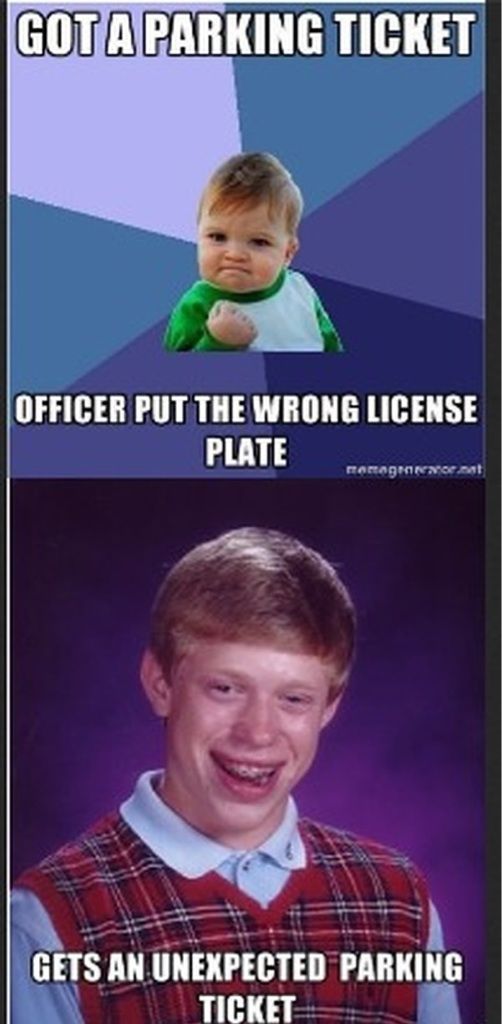 GOT A PARKING TICKET
OFFICER PUT THE WRONG LICENSE
PLATE
memegenerator.net
GETS AN UNEXPECTED PARKING
TICKET